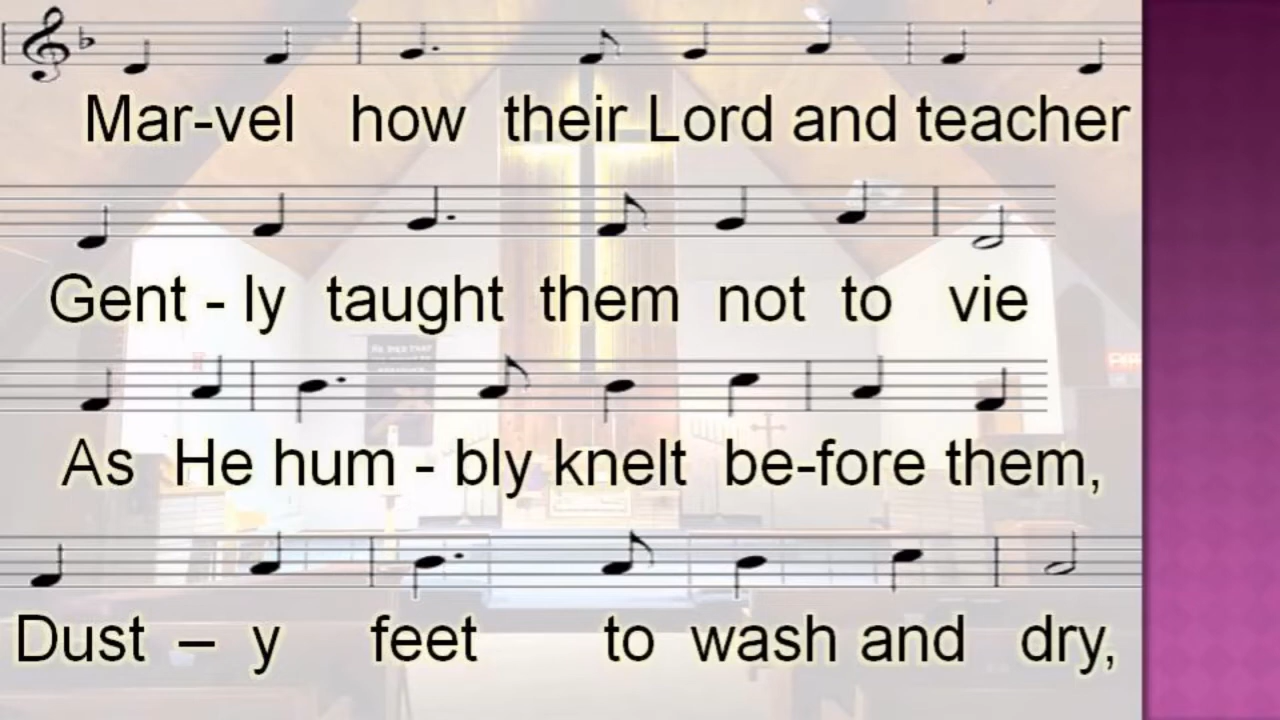 Mar-vel how their Lord and teacher
Gent - ly taught them not to vie
As He hum - bly knelt be-fore them,
Dust – y feet to wash and dry,